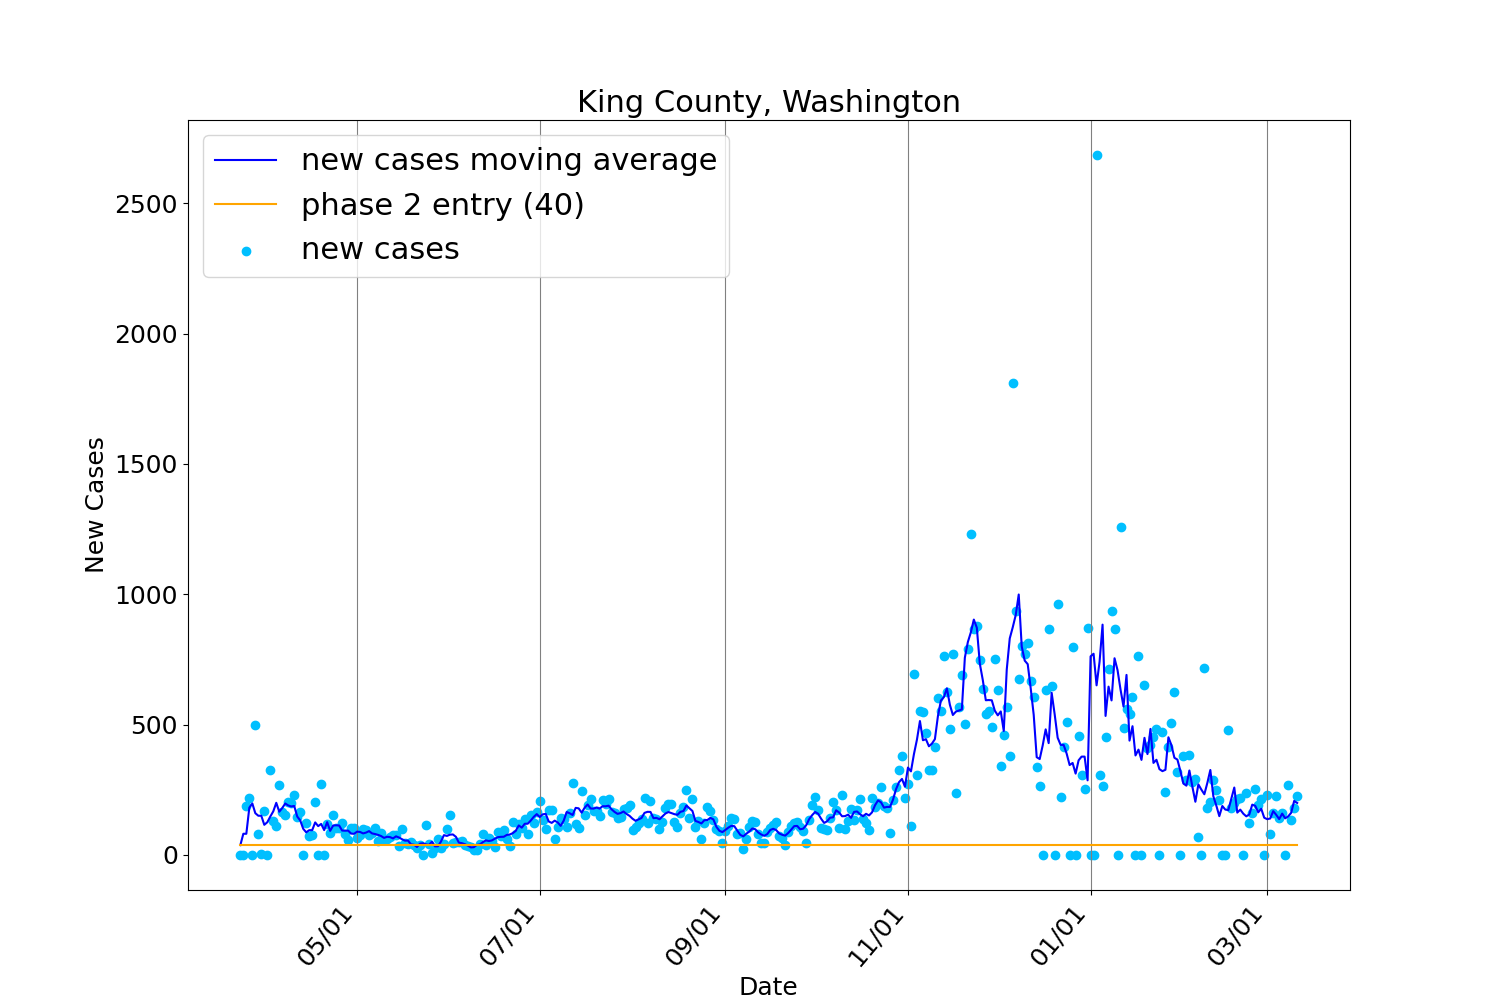 King County, Washington
new cases moving average
phase 2 entry (40)
new cases
2500
2000
1500
1000
500
0
New Cases
05/01
07/01
09/01
11/01
01/01
03/01
Date